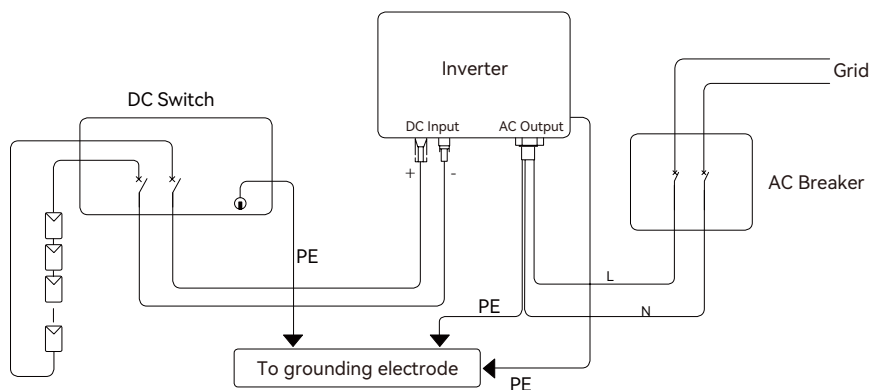 Inverter
Grid
DC Switch
DC Input
AC Output
+
-
AC Breaker
PE
L
PE
N
To grounding electrode
PE